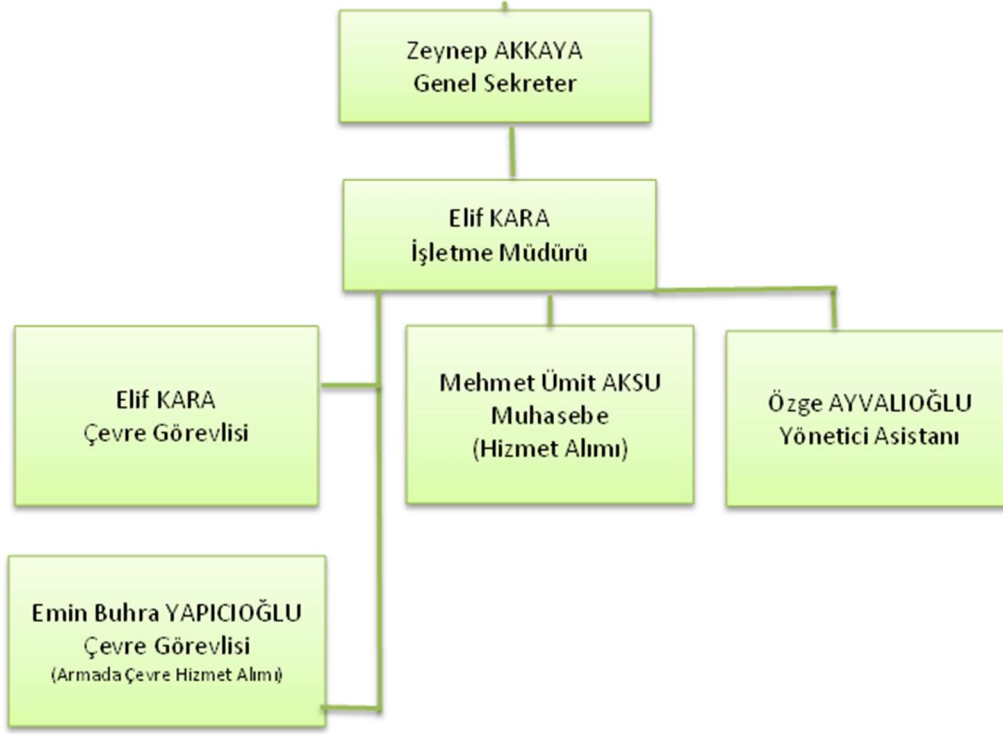 Zeynep AKKAYA
Genel Sekreter
Elif KARA
İşletme Müdürü
Elif KARA
Çevre Görevlisi
Mehmet Ümit AKSU
Muhasebe
(Hizmet Alımı)
Özge AYVALIOĞLU
Yönetici Asistanı
Emin Buhra YAPICIOĞLU
Çevre Görevlisi
(Armada Çevre Hizmet Alımı)